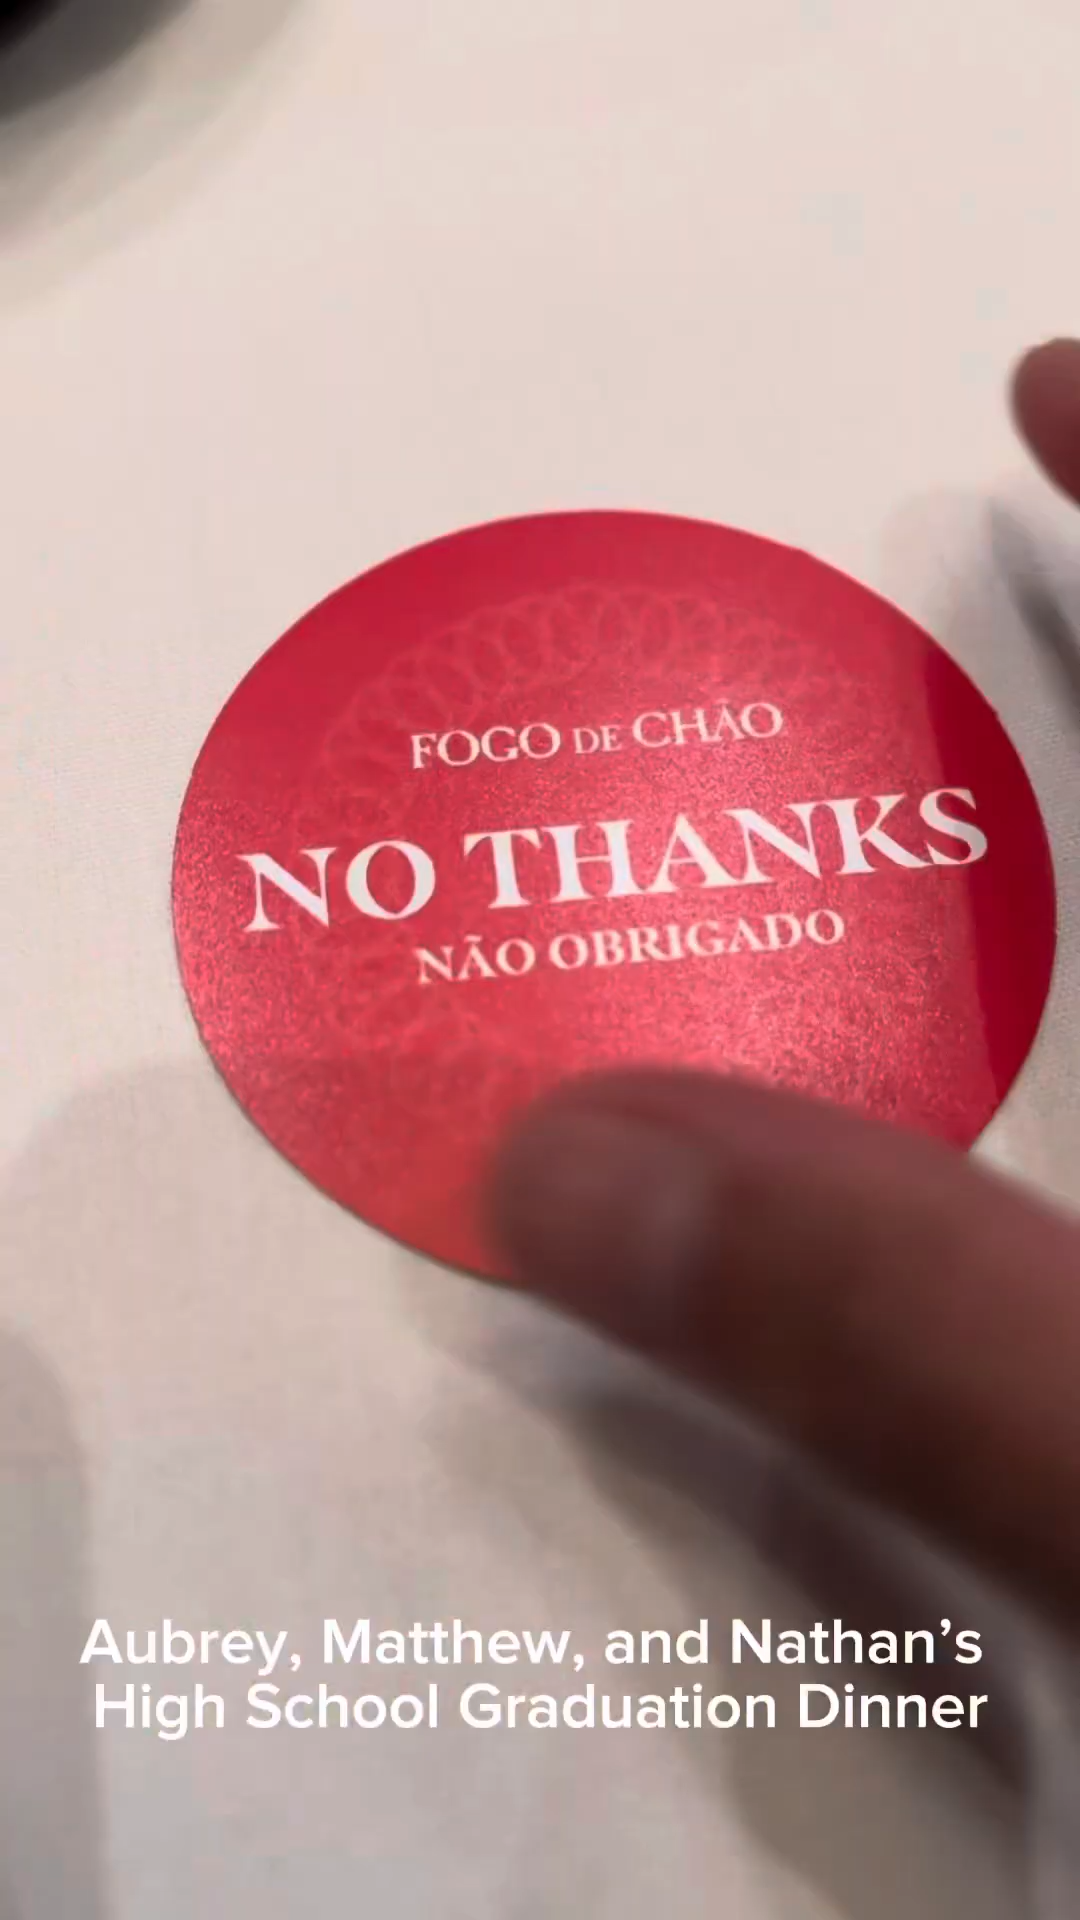 FOGO DE CHÃO
NO THANKS
NÃO OBRIGADO
Aubrey, Matthew, and Nathan’s
High School Graduation Dinner